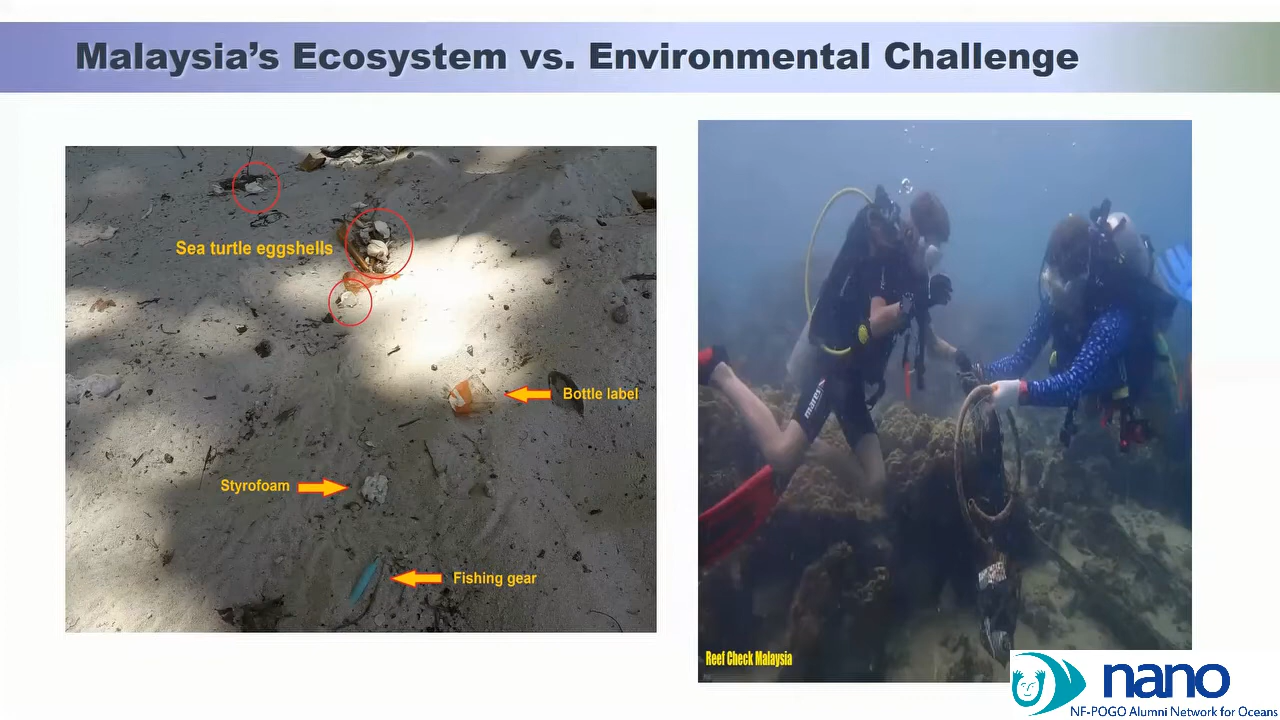 Malaysia's Ecosystem vs. Environmental Challenge
Sea turtle eggshells
Bottle label
Styrofoam
Fishing gear
mares
Reef Check Malaysia
nano
NF-POGO Alumni Network for Oceans